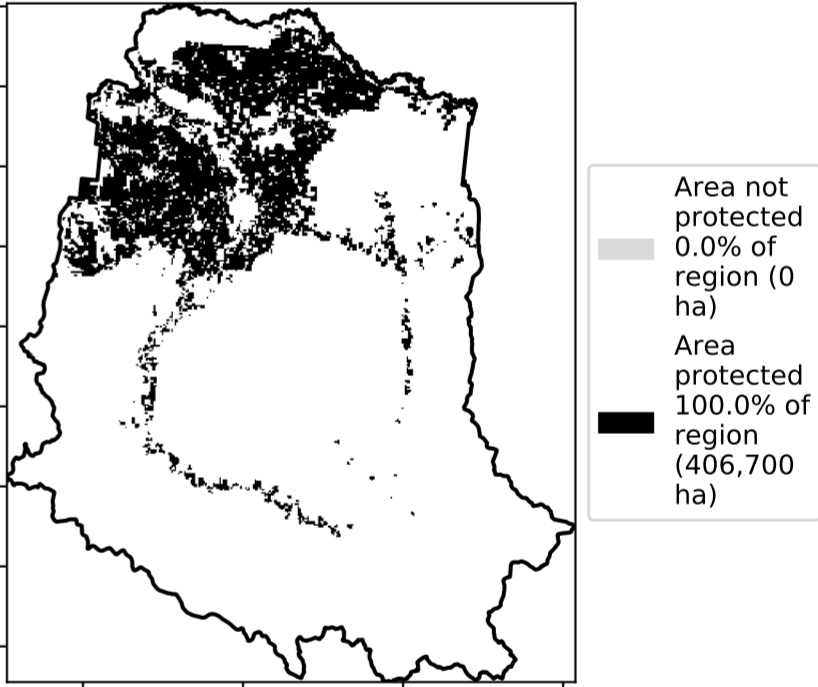 Area not
protected
0.0% of
region (0
ha)
Area
protected
100.0% of
region
(406,700
ha)